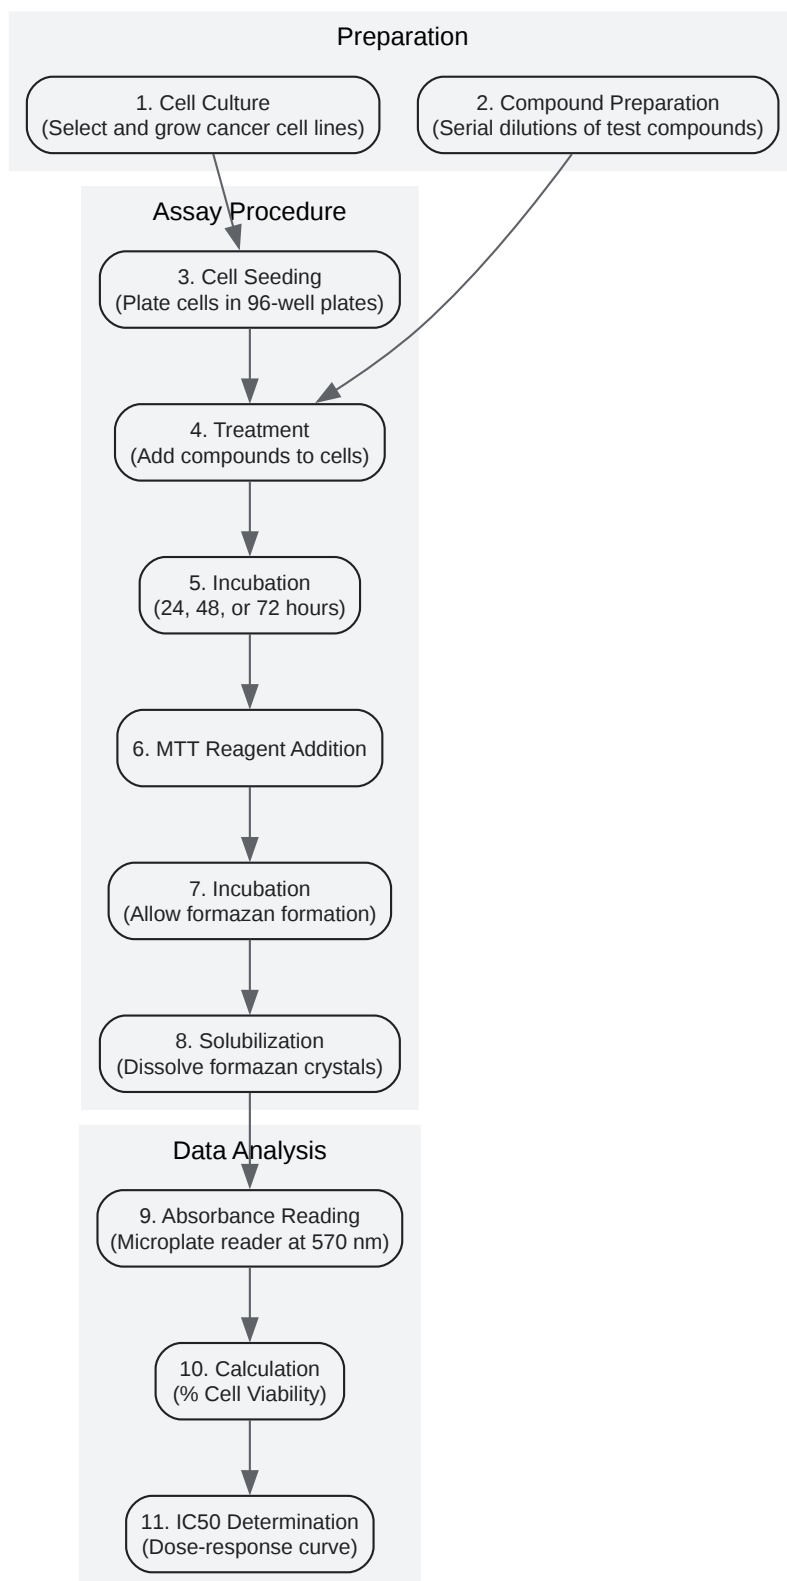 Preparation
1. Cell Culture
(Select and grow cancer cell lines)
2. Compound Preparation
(Serial dilutions of test compounds)
Assay Procedure
3. Cell Seeding
(Plate cells in 96-well plates)
4. Treatment
(Add compounds to cells)
5. Incubation
(24, 48, or 72 hours)
6. MTT Reagent Addition
7. Incubation
(Allow formazan formation)
8. Solubilization
(Dissolve formazan crystals)
Data Analysis
9. Absorbance Reading
(Microplate reader at 570 nm)
10. Calculation
(% Cell Viability)
11. IC50 Determination
(Dose-response curve)